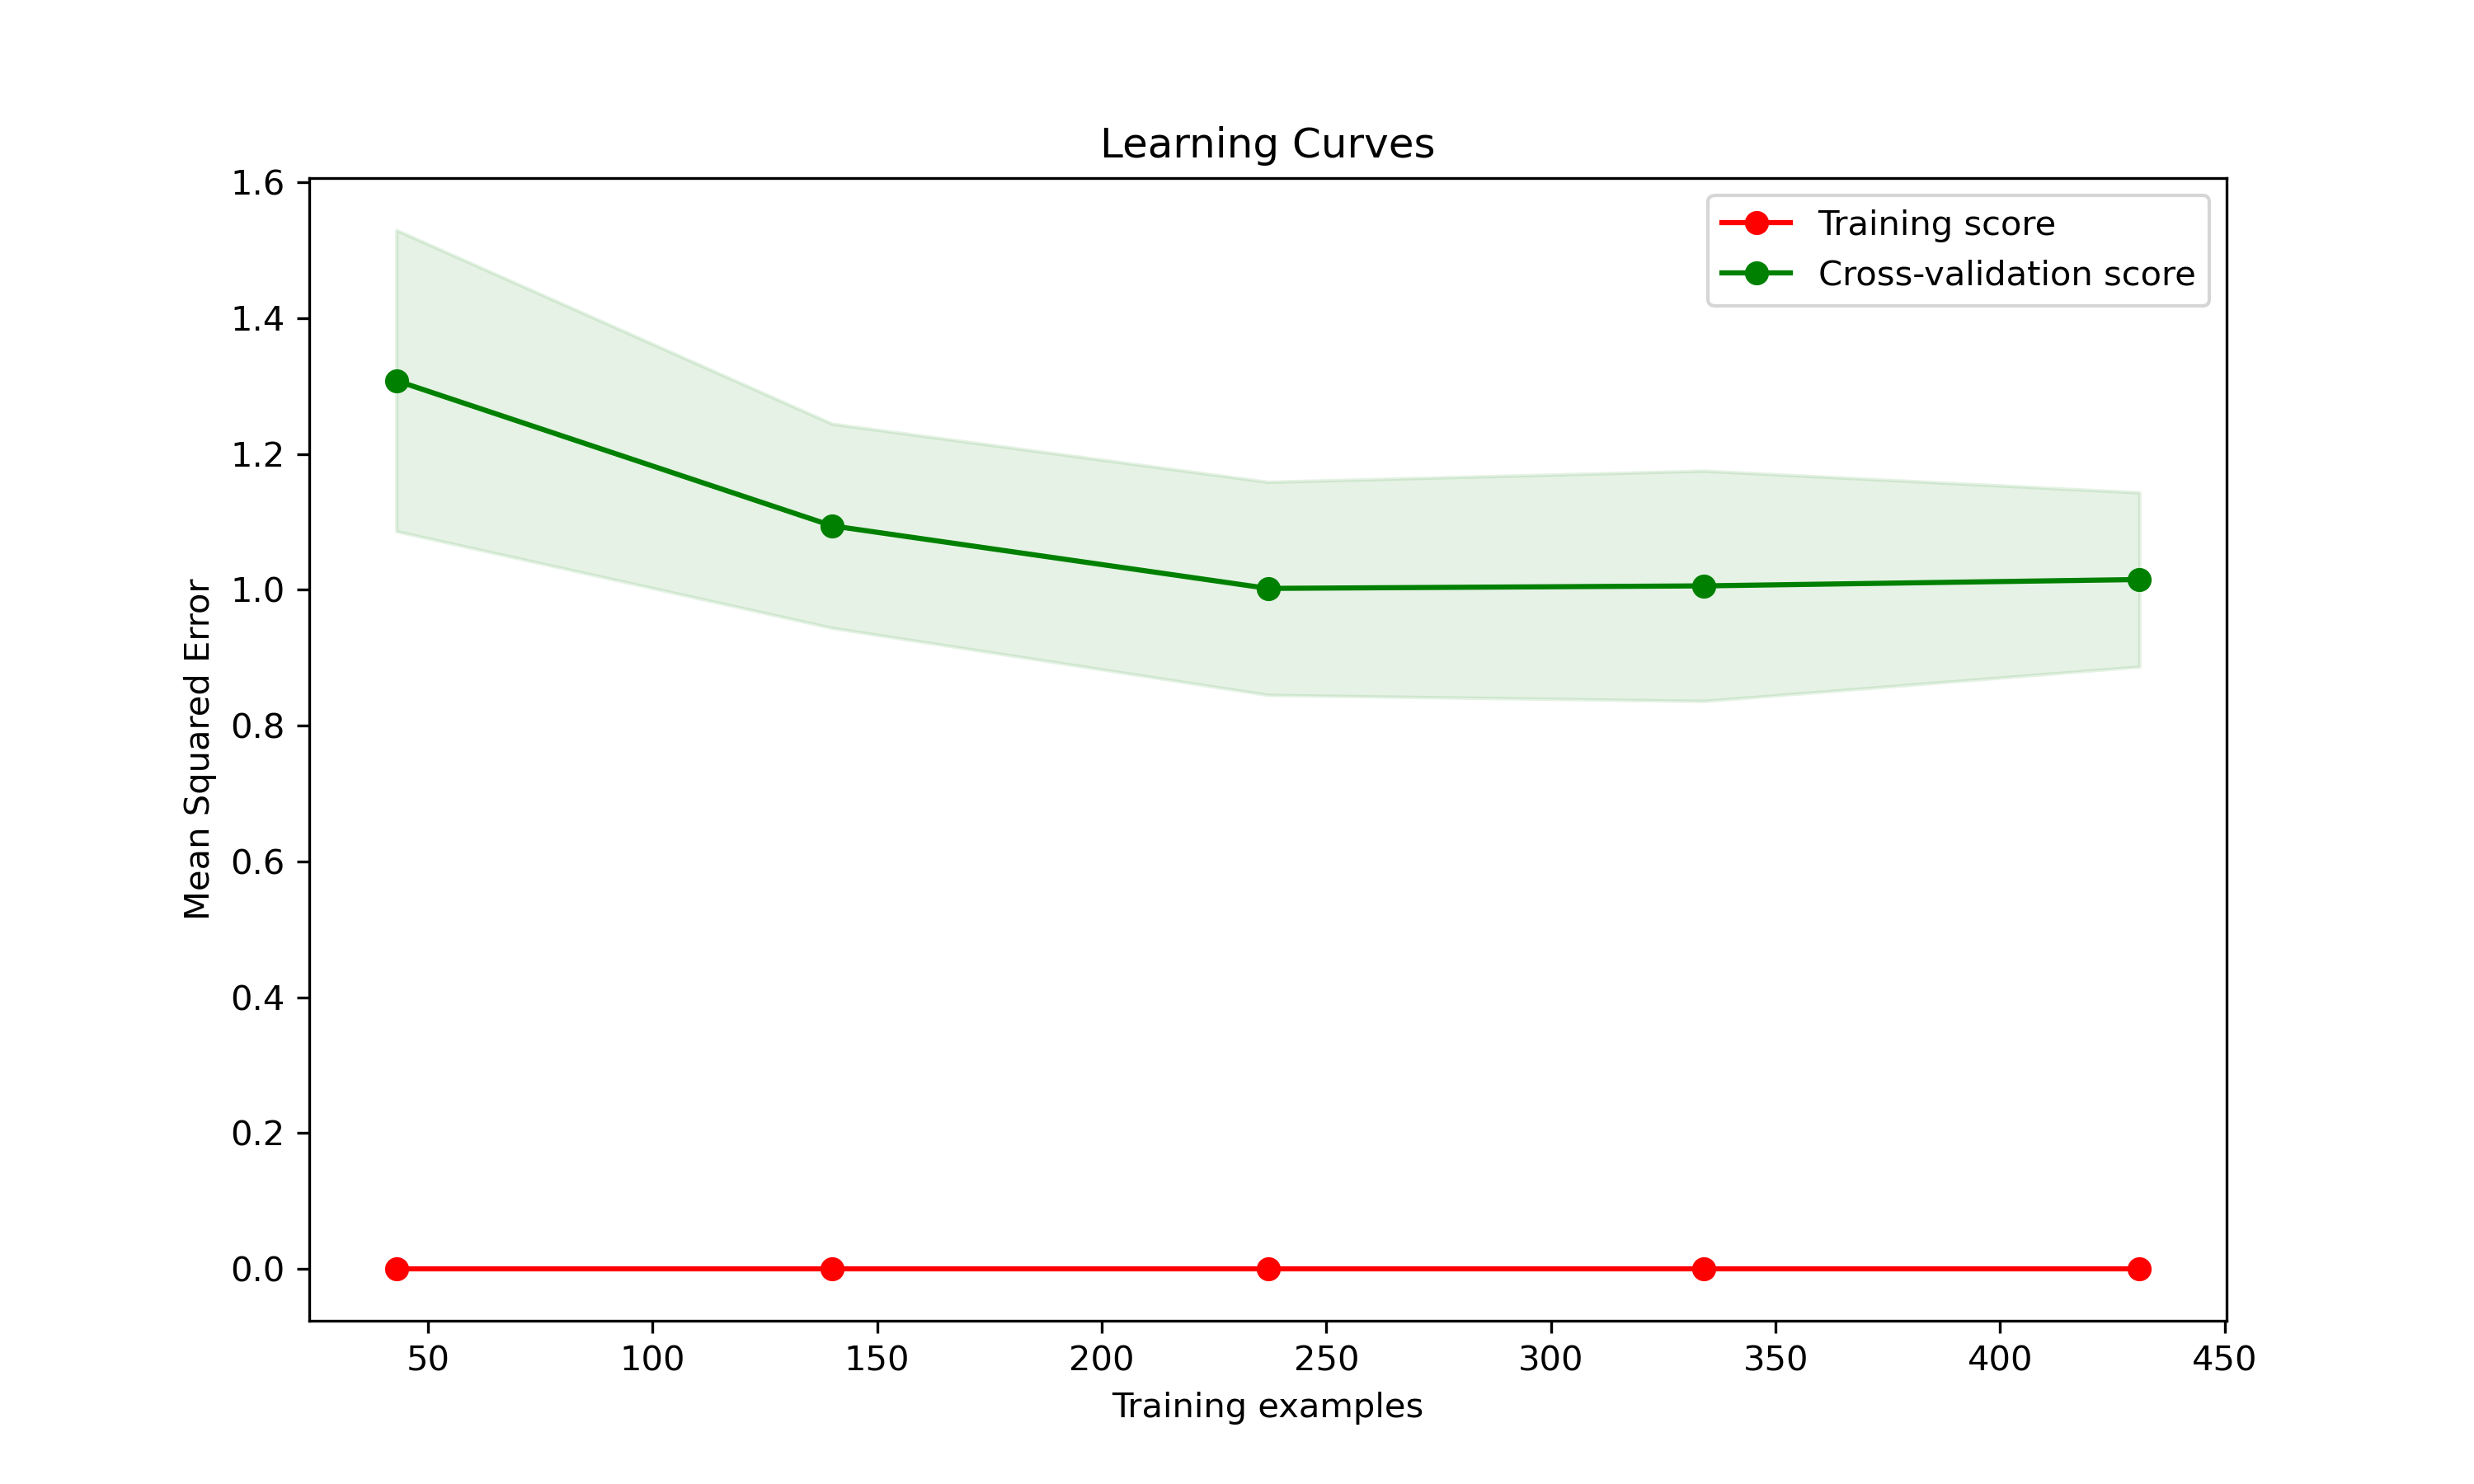 Learning Curves
Training score
Cross-validation score
1.6
1.4
1.2
1.0
0.8
0.6
0.4
0.2
0.0
Mean Squared Error
50 100 150 200 250 300 350 400 450
Training examples